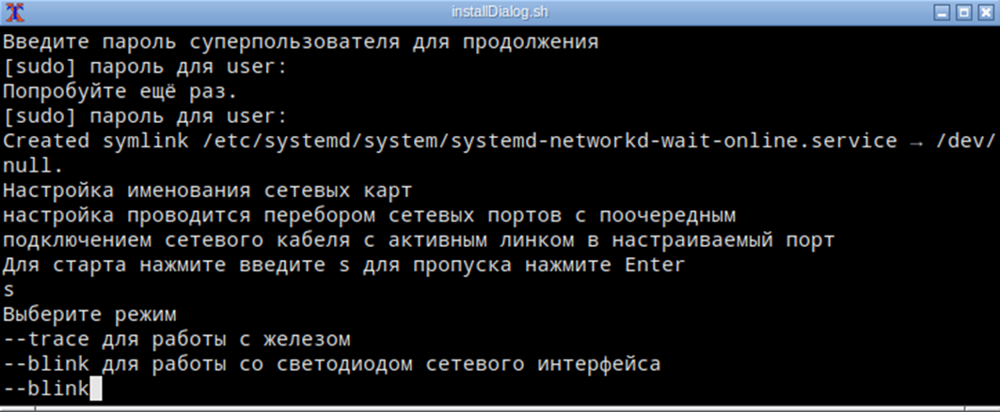 installDialog.sh
Введите пароль суперпользователя для продолжения
[sudo] пароль для user:
Попробуйте ещё раз.
[sudo] пароль для user:
Created symlink /etc/systemd/system/systemd-networkd-wait-online.service → /dev/
null.
Настройка именования сетевых карт
настройка проводится перебором сетевых портов с поочередным
подключением сетевого кабеля с активным линком в настраиваемый порт
Для старта нажмите введите s для пропуска нажмите Enter
s
Выберите режим
--trace для работы с железом
--blink для работы со светодиодом сетевого интерфейса
--blink